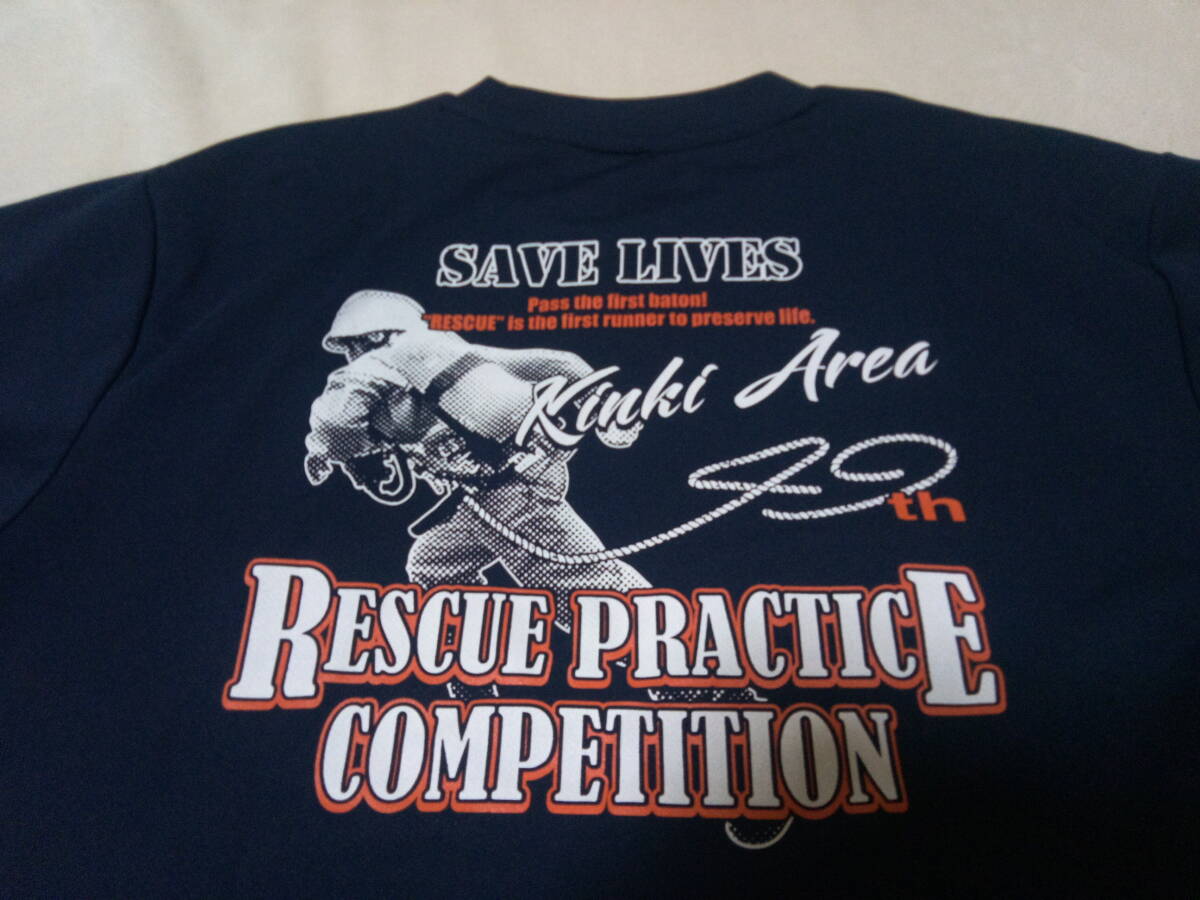 SAVE LIVES
Pass the first baton!
"RESCUE" is the first runner to preserve life.
Kinki Area
49th
RESCUE PRACTICE
COMPETITION